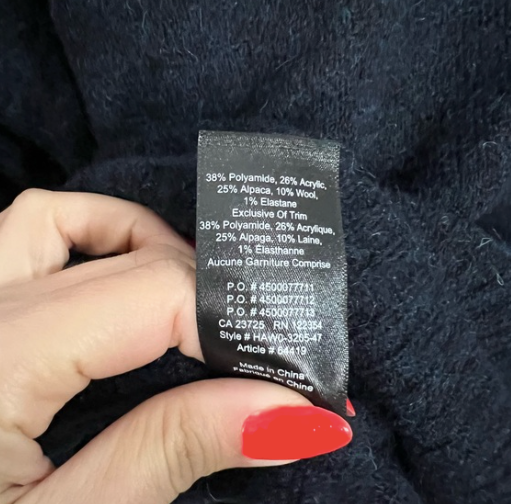 38% Polyamide, 26% Acrylic,
25% Alpaca, 10% Wool,
1% Elastane
Exclusive Of Trim
38% Polyamide, 26% Acrylique,
25% Alpaga, 10% Laine,
1% Élasthanne
Aucune Garniture Comprise
P.O. # 4500077711
P.O. # 4500077712
P.O. # 4500077713
CA 23725 RN 122354
Style # HAW0-3205-47
Article # 64419
Made in China
Fabriqué en Chine